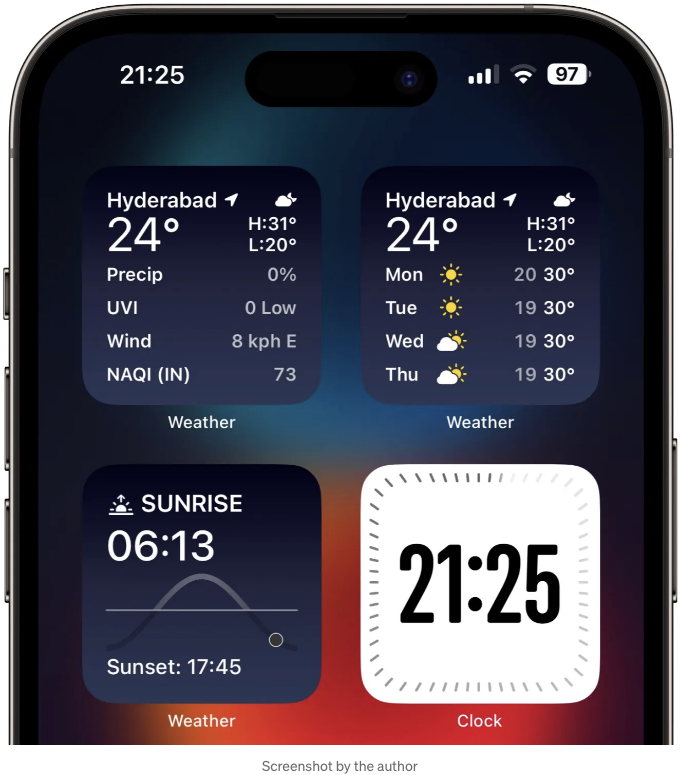 21:25
97
Hyderabad
24°
H:31°
L:20°
Precip 0%
UVI 0 Low
Wind 8 kph E
NAQI (IN) 73
Weather
Hyderabad
24°
H:31°
L:20°
Mon 20 30°
Tue 19 30°
Wed 19 30°
Thu 19 30°
Weather
SUNRISE
06:13
Sunset: 17:45
Weather
21:25
Clock
Screenshot by the author